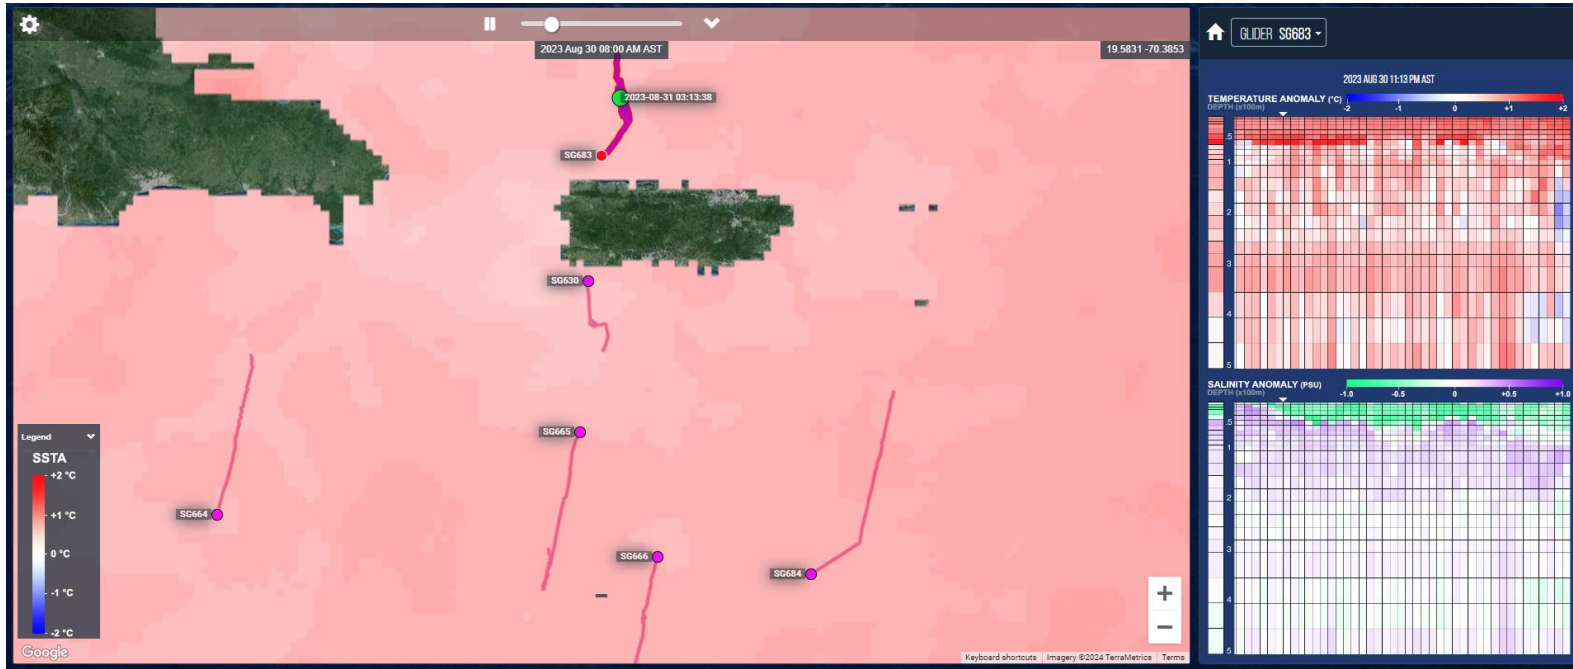 2023 Aug 30 08:00 AM AST
19.5831 -70.3853
2023-08-31 03:13:38
SG683
SG630
SG665
SG664
SG666
SG684
Legend
SSTA
+2 °C
+1 °C
0 °C
-1 °C
-2 °C
Google
+
−
Keyboard shortcuts
Imagery ©2024 TerraMetrics
Terms
GLIDER SG683
2023 AUG 30 11:13 PM AST
TEMPERATURE ANOMALY (°C)
-2 -1 0 +1 +2
DEPTH (x100m)
.5
1
2
3
4
5
SALINITY ANOMALY (PSU)
-1.0 -0.5 0 +0.5 +1.0
DEPTH (x100m)
.5
1
2
3
4
5